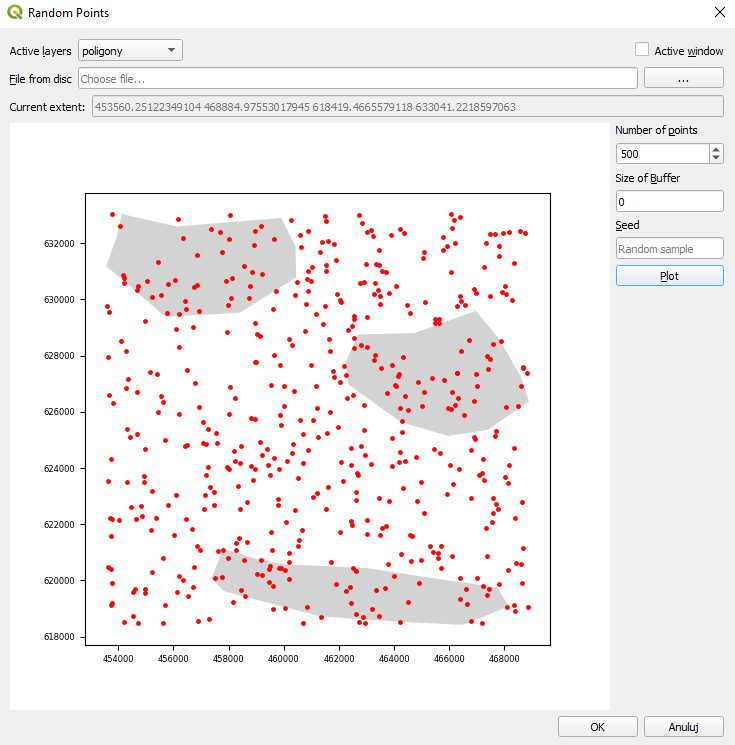 Random Points
Active layers poligony Active window
File from disc Choose file... ...
Current extent: 453560.25122349104 468884.97553017945 618419.4665579118 633041.2218597063
Number of points
500
Size of Buffer
0
Seed
Random sample
Plot
632000
630000
628000
626000
624000
622000
620000
618000
454000 456000 458000 460000 462000 464000 466000 468000
OK Anuluj